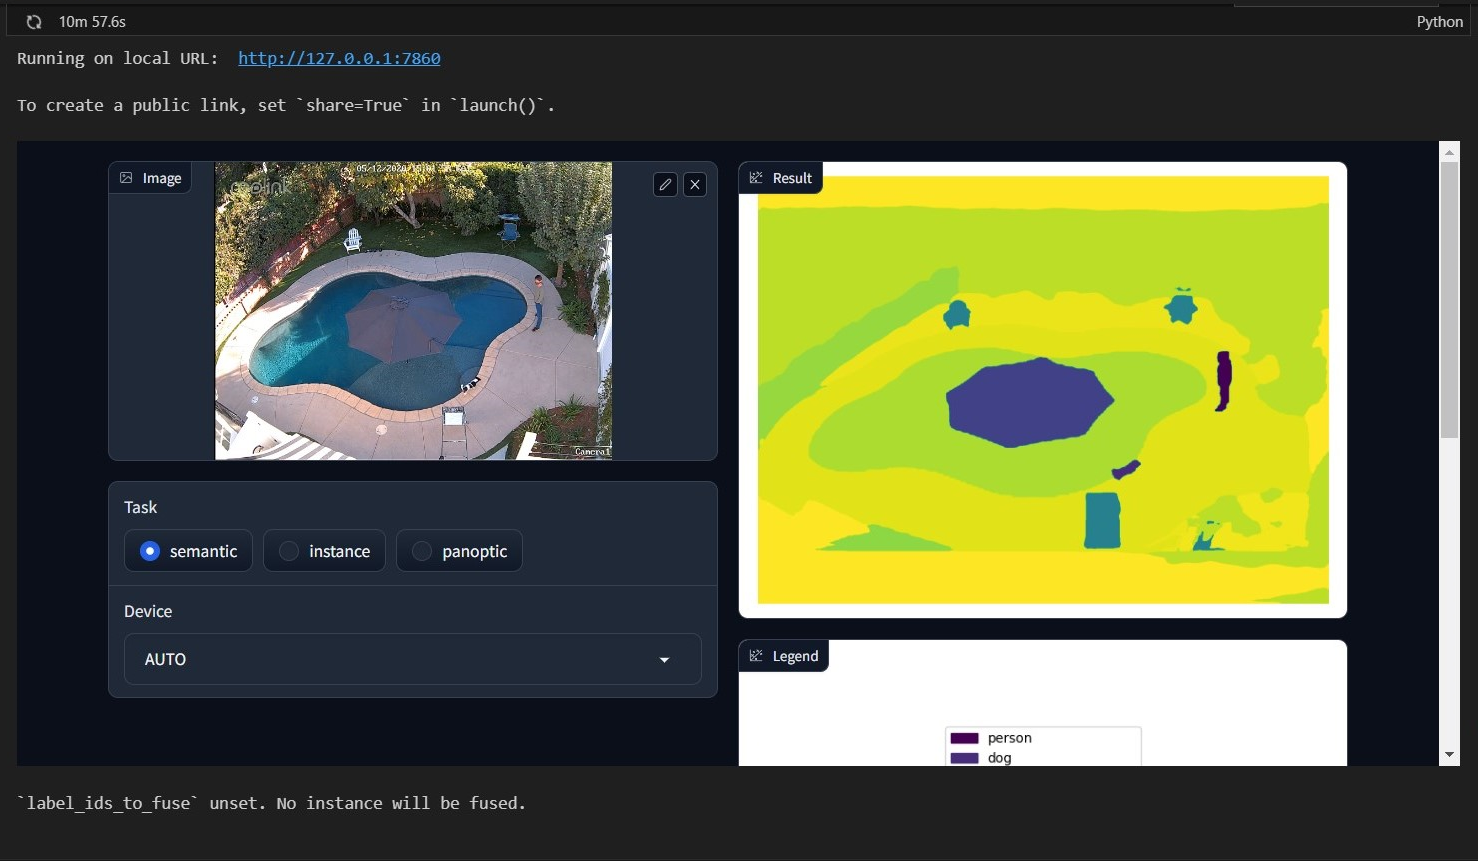 10m 57.6s
Python
Running on local URL: http://127.0.0.1:7860
To create a public link, set `share=True` in `launch()`.
Image
Result
Camera1
Task
semantic
instance
panoptic
Device
AUTO
Legend
person
dog
`label_ids_to_fuse` unset. No instance will be fused.